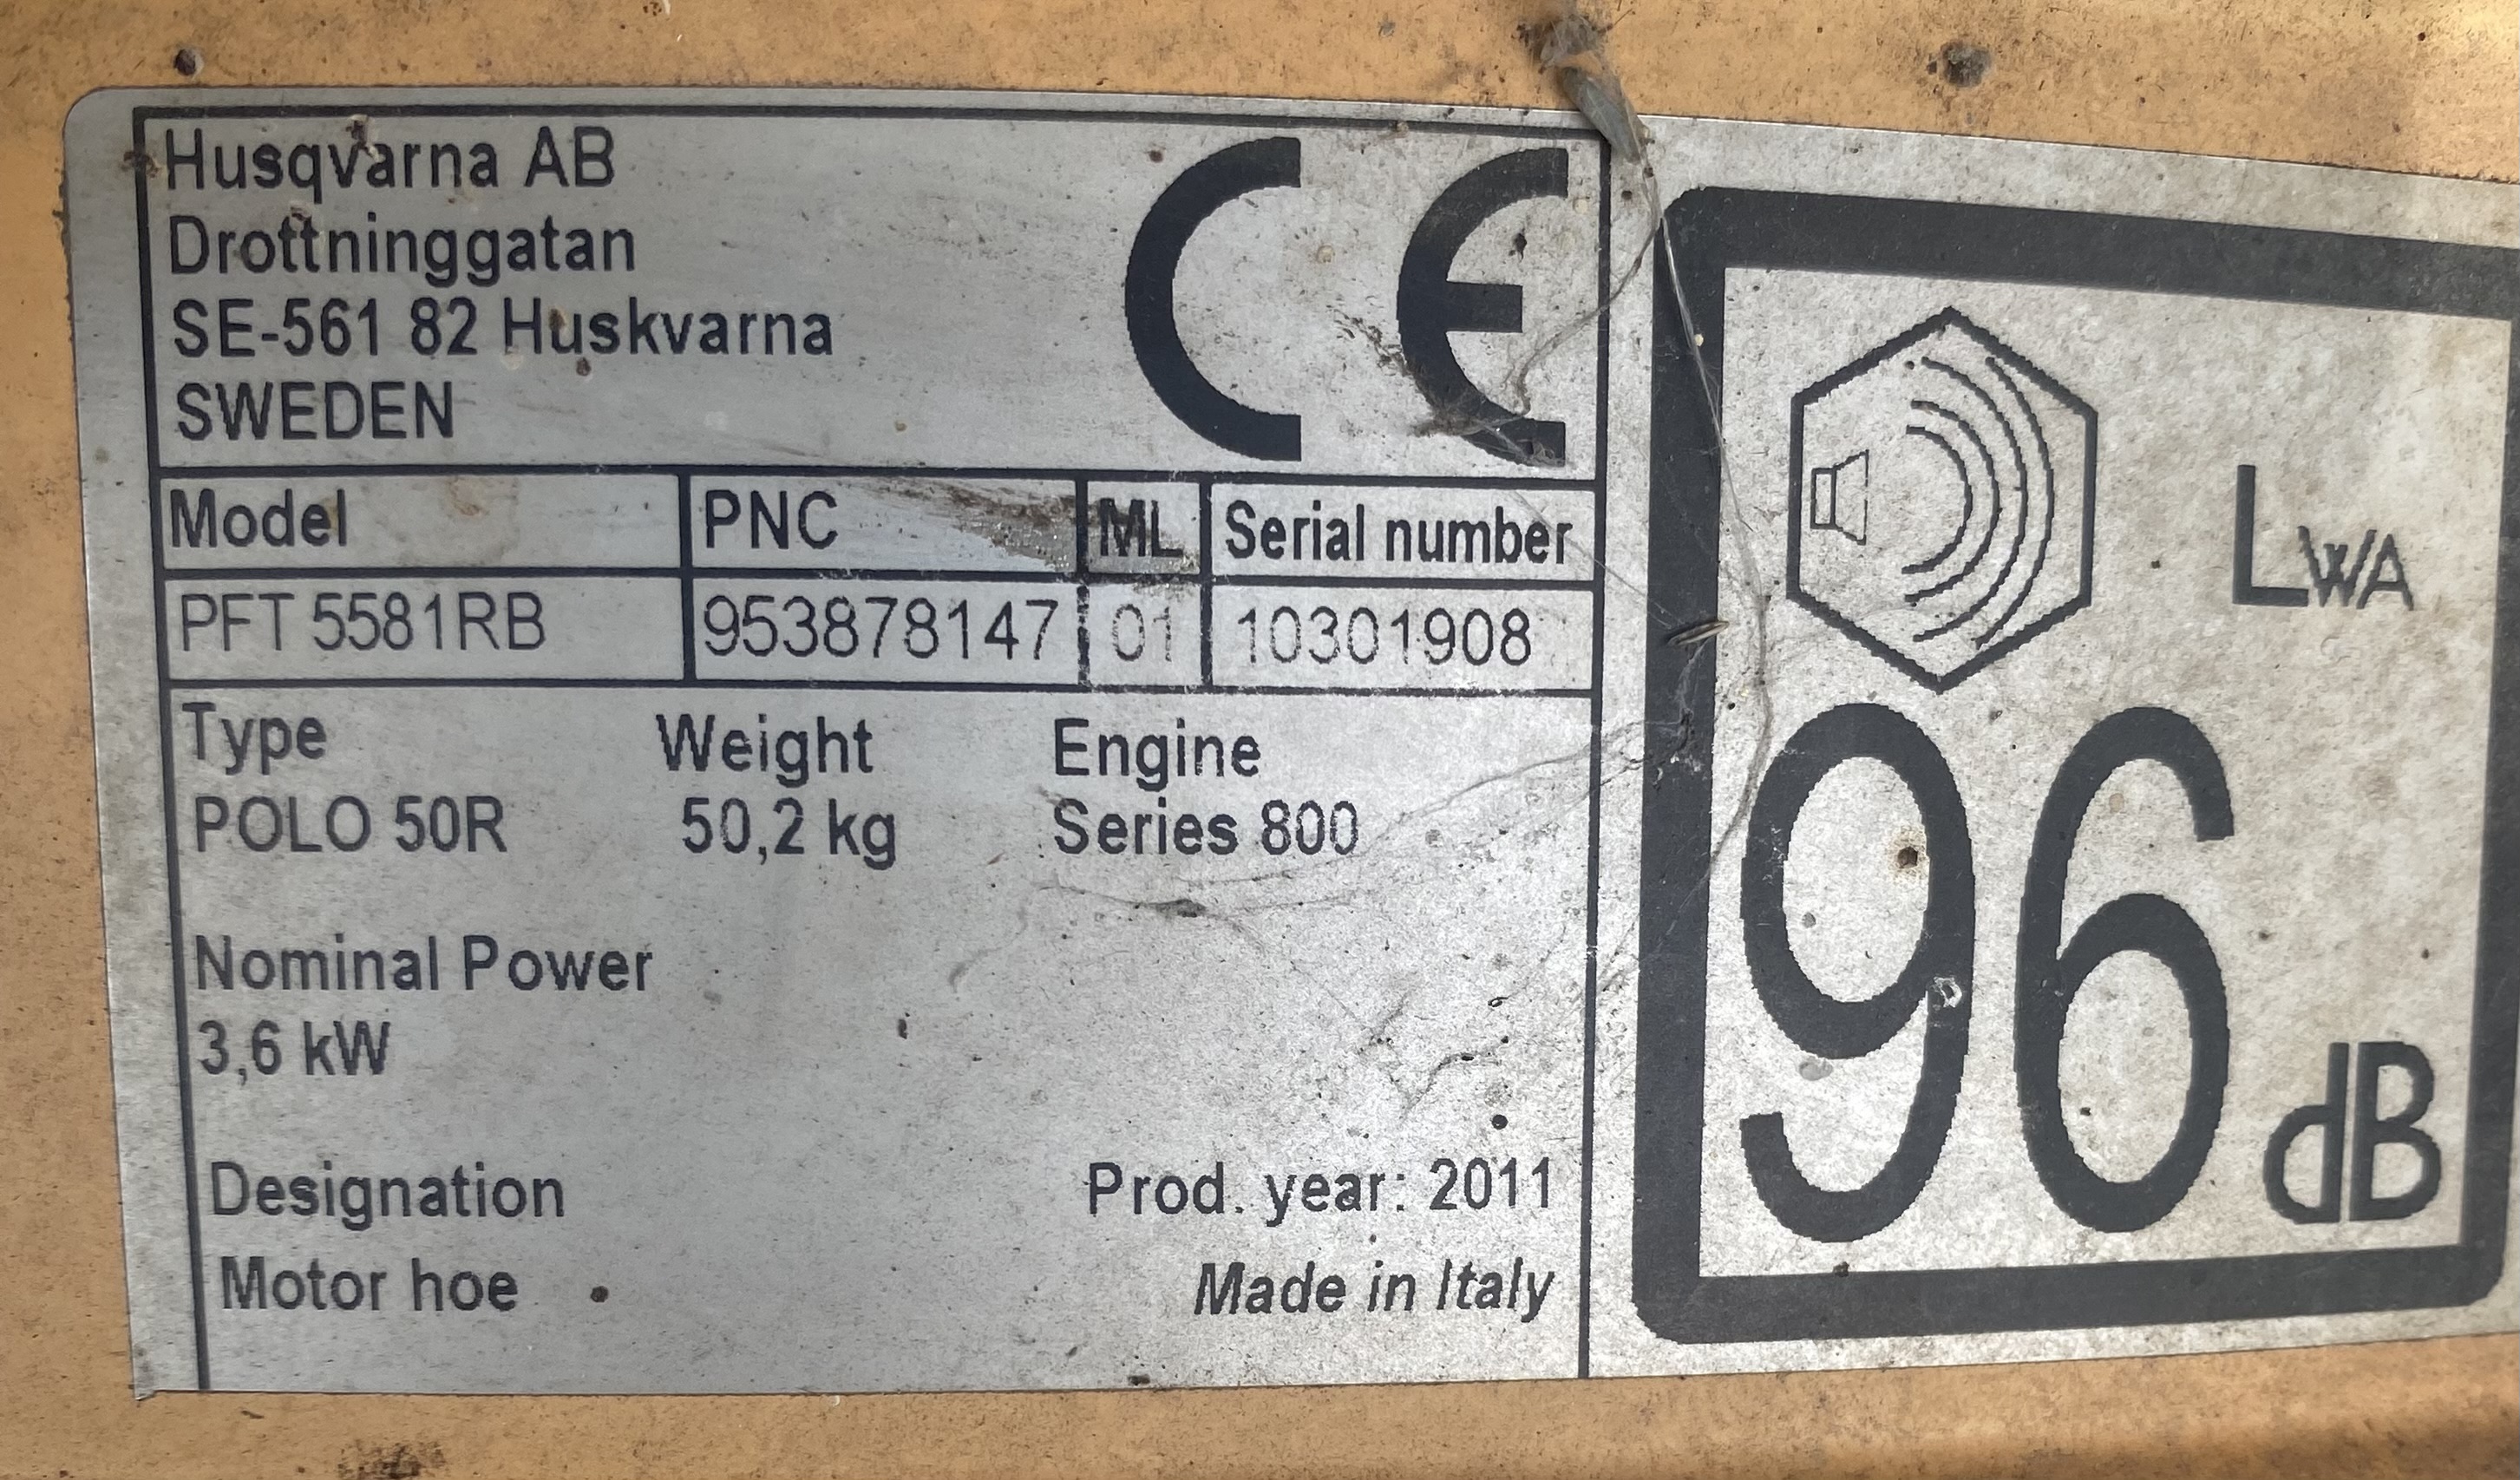 Husqvarna AB
Drottninggatan
SE-561 82 Huskvarna
SWEDEN
CE
Model PNC ML Serial number
PFT 5581RB 953878147 01 10301908
Type Weight Engine
POLO 50R 50,2 kg Series 800
Nominal Power
3,6 kW
Designation Prod. year: 2011
Motor hoe Made in Italy
LWA
96 dB